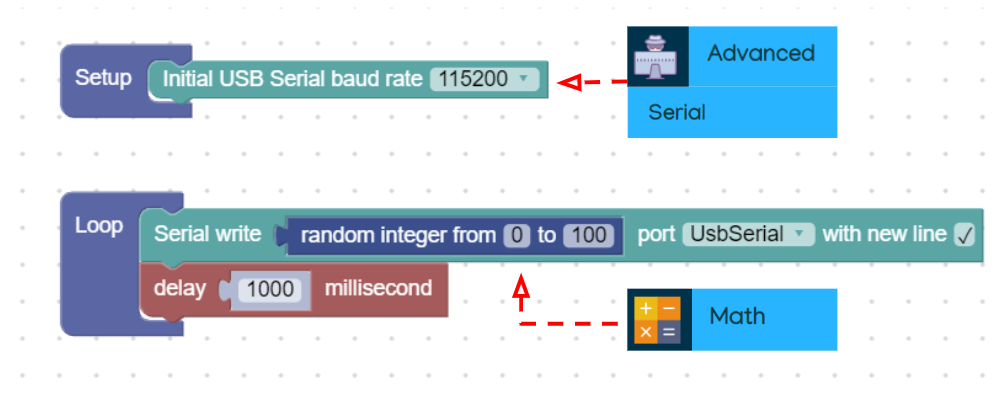 Advanced
Setup Initial USB Serial baud rate 115200
Serial
Loop Serial write random integer from 0 to 100 port UsbSerial with new line ✓
delay 1000 millisecond
+ −
× =
Math